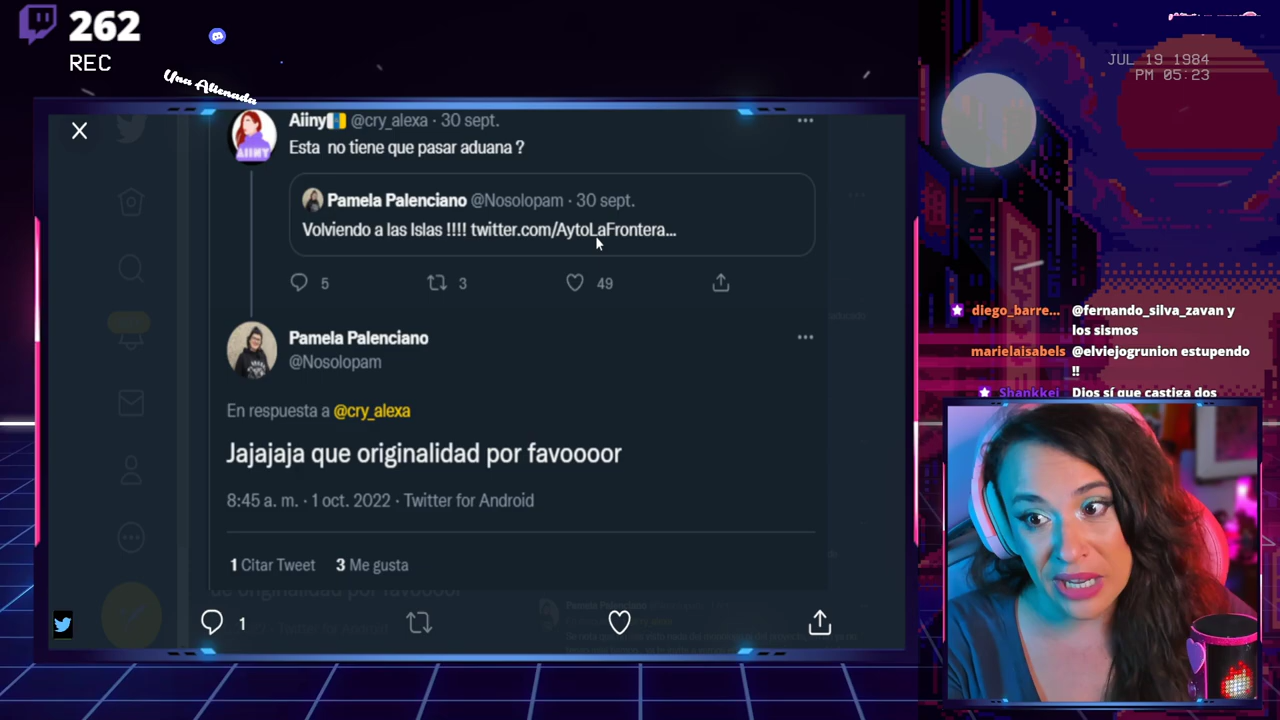 262
REC
Una Alienada
JUL 19 1984
PM 05:23
Aiiny @cry_alexa · 30 sept.
Esta no tiene que pasar aduana ?
Pamela Palenciano @Nosolopam · 30 sept.
Volviendo a las Islas !!!! twitter.com/AytoLaFrontera...
5 3 49
Pamela Palenciano
@Nosolopam
En respuesta a @cry_alexa
Jajajaja que originalidad por favoooor
8:45 a. m. · 1 oct. 2022 · Twitter for Android
1 Citar Tweet 3 Me gusta
1
diego_barre... @fernando_silva_zavan y
los sismos
marielaisabels @elviejogrunion estupendo
!!
Shankkei Dios sí que castiga dos
AIINY